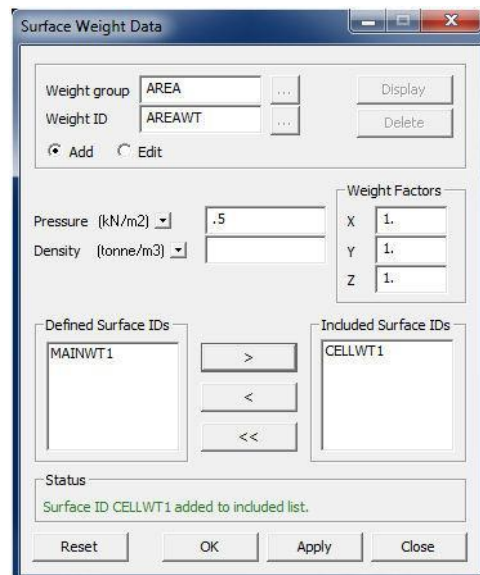 Surface Weight Data
Weight group AREA ... Display
Weight ID AREAWT ... Delete
Add Edit
Weight Factors
Pressure (kN/m2) .5 X 1.
Density (tonne/m3) Y 1.
Z 1.
Defined Surface IDs Included Surface IDs
MAINWT1 > CELLWT1
<
<<
Status
Surface ID CELLWT1 added to included list.
Reset OK Apply Close